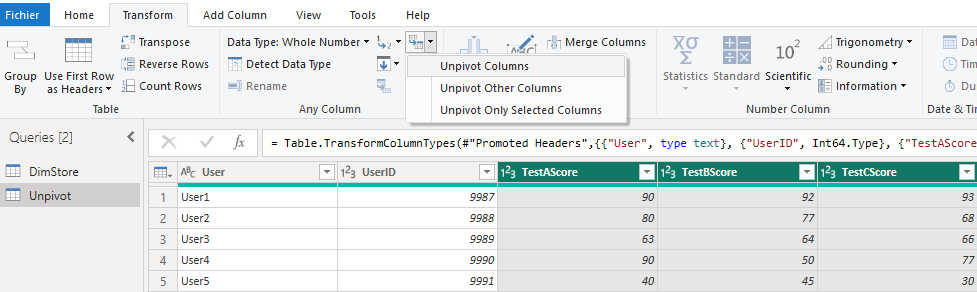 Fichier Home Transform Add Column View Tools Help
Group By
Use First Row as Headers
Transpose
Reverse Rows
Count Rows
Table
Data Type: Whole Number
Detect Data Type
Rename
Any Column
Unpivot Columns
Unpivot Other Columns
Unpivot Only Selected Columns
Merge Columns
Statistics
Standard
Scientific
Trigonometry
Rounding
Information
Number Column
Dat
Tim
Dur
Date & Ti
Queries [2]
DimStore
Unpivot
= Table.TransformColumnTypes(#"Promoted Headers",{{"User", type text}, {"UserID", Int64.Type}, {"TestAScore
User UserID TestAScore TestBScore TestCScore
1 User1 9987 90 92 93
2 User2 9988 80 77 68
3 User3 9989 63 64 66
4 User4 9990 90 50 77
5 User5 9991 40 45 30